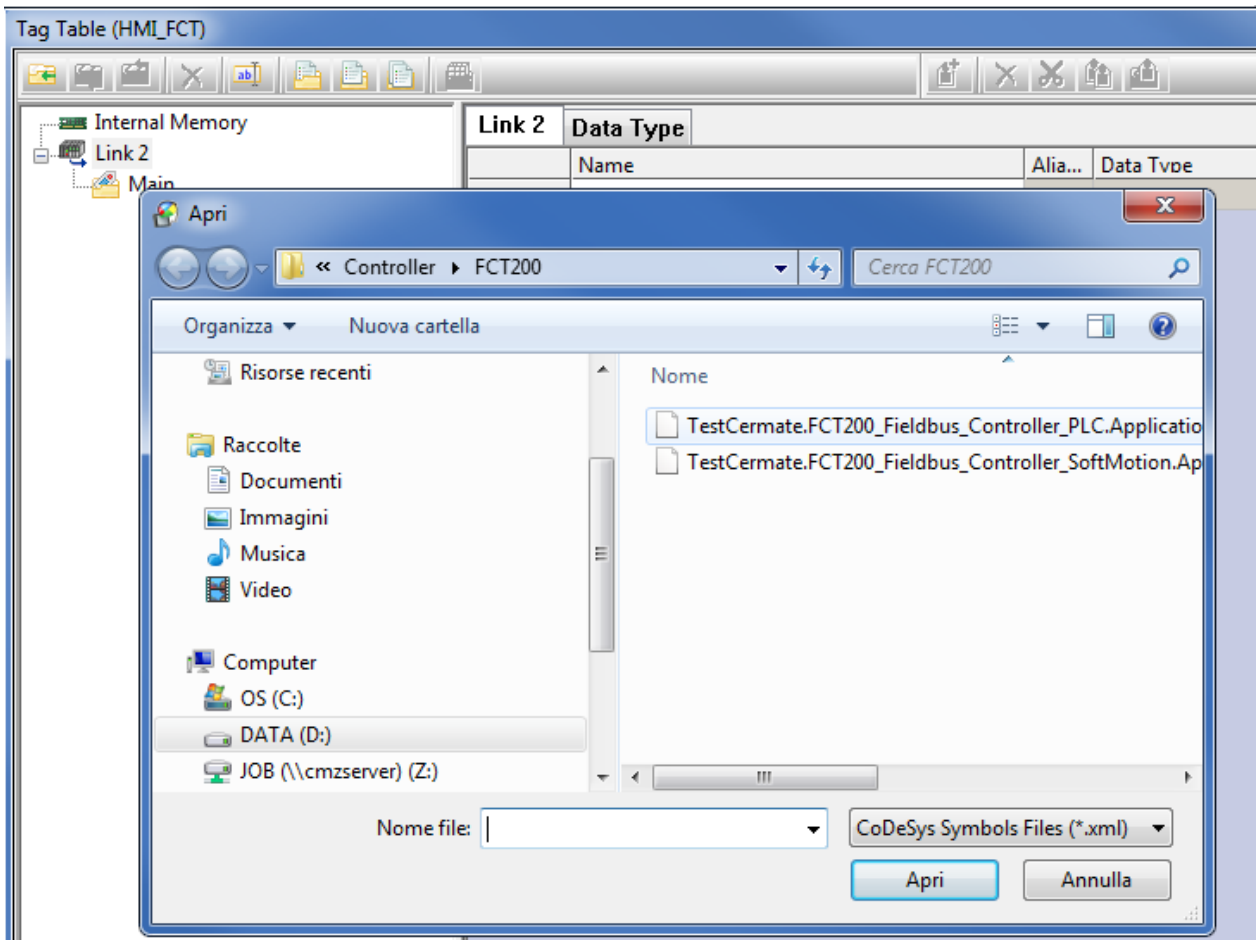 Tag Table (HMI_FCT)
Internal Memory
Link 2
Main
Link 2 Data Type
Name Alia... Data Type
Apri
« Controller FCT200 Cerca FCT200
Organizza Nuova cartella
Risorse recenti
Raccolte
Documenti
Immagini
Musica
Video
Computer
OS (C:)
DATA (D:)
JOB (\\cmzserver) (Z:)
Nome
TestCermate.FCT200_Fieldbus_Controller_PLC.Applicatio
TestCermate.FCT200_Fieldbus_Controller_SoftMotion.Ap
Nome file: CoDeSys Symbols Files (*.xml)
Apri Annulla